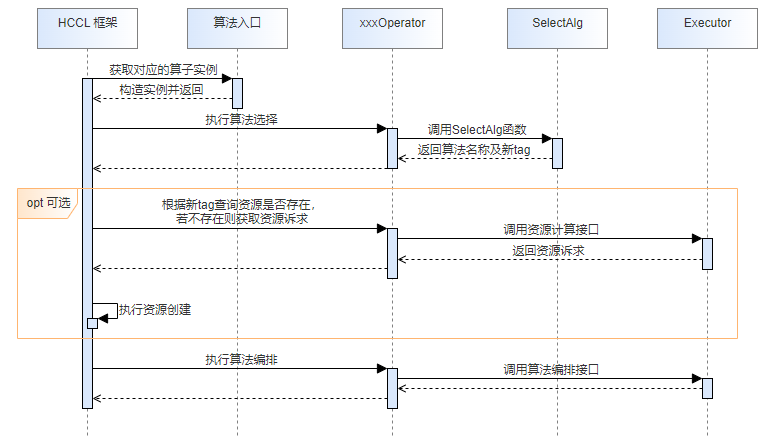 HCCL 框架
算法入口
xxxOperator
SelectAlg
Executor
获取对应的算子实例
构造实例并返回
执行算法选择
调用SelectAlg函数
返回算法名称及新tag
opt 可选
根据新tag查询资源是否存在，
若不存在则获取资源诉求
调用资源计算接口
返回资源诉求
执行资源创建
执行算法编排
调用算法编排接口